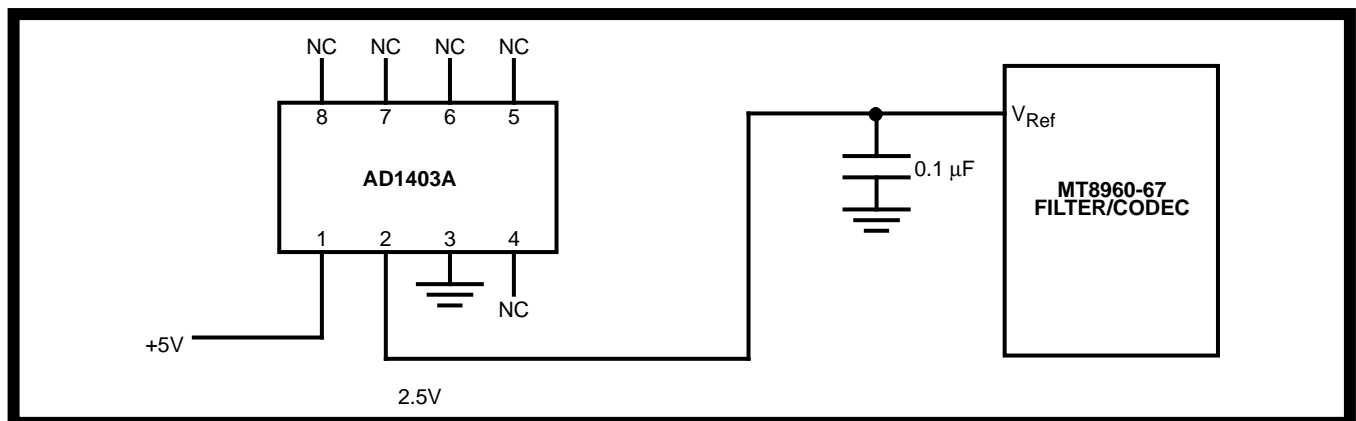 NC NC NC NC
8 7 6 5
AD1403A
1 2 3 4
NC
+5V
2.5V
0.1 μF
VRef
MT8960-67
FILTER/CODEC